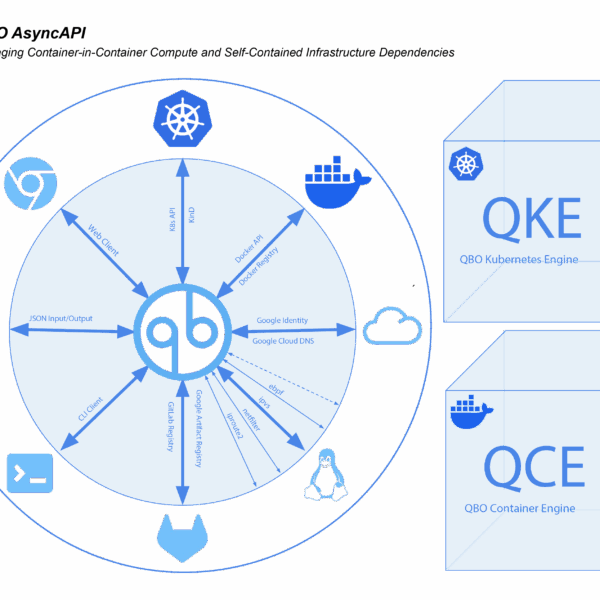 O AsyncAPI
ging Container-in-Container Compute and Self-Contained Infrastructure Dependencies
K8s API
KinD
Web Client
Docker API
Docker Registry
JSON Input/Output
qb
Google Identity
Google Cloud DNS
CLI Client
GitLab Registry
Google Artifact Registry
iproute2
netfilter
ipvs
ebpf
QKE
QBO Kubernetes Engine
QCE
QBO Container Engine